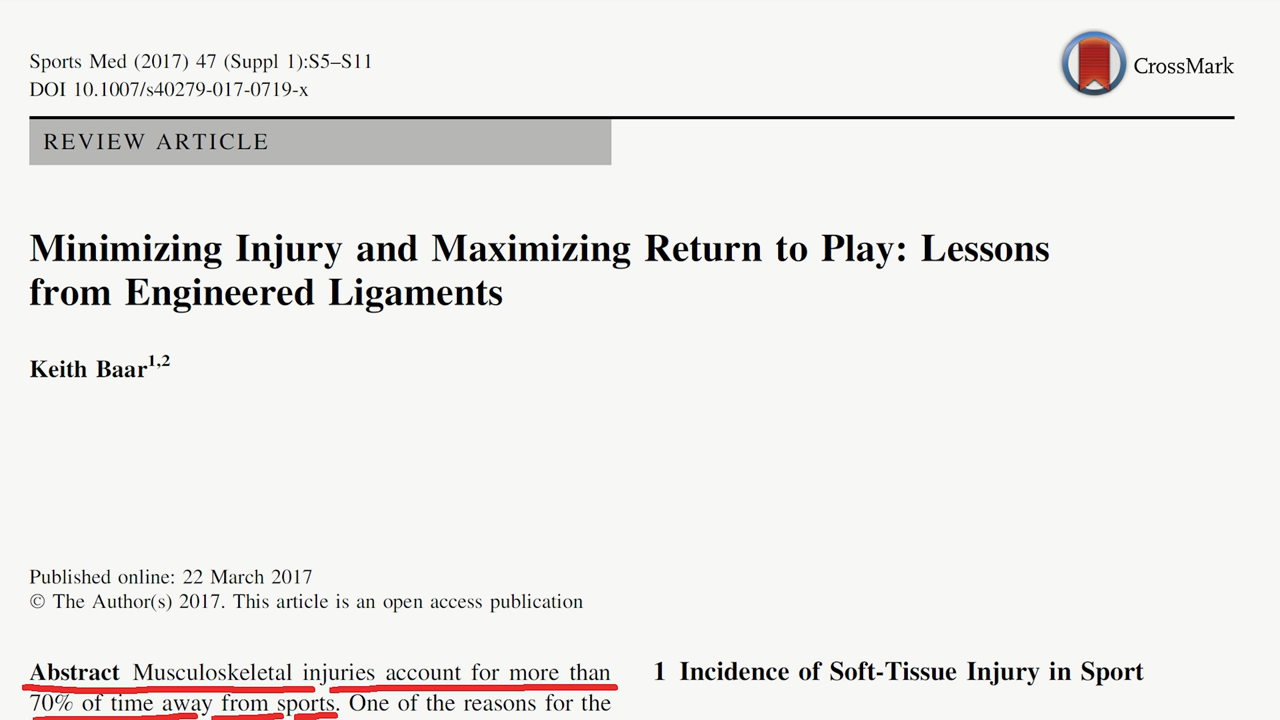 Sports Med (2017) 47 (Suppl 1):S5–S11
DOI 10.1007/s40279-017-0719-x
CrossMark
REVIEW ARTICLE
Minimizing Injury and Maximizing Return to Play: Lessons
from Engineered Ligaments
Keith Baar1,2
Published online: 22 March 2017
© The Author(s) 2017. This article is an open access publication
Abstract Musculoskeletal injuries account for more than
70% of time away from sports. One of the reasons for the
1 Incidence of Soft-Tissue Injury in Sport